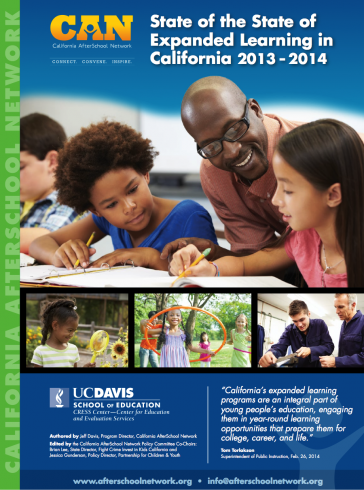 CALIFORNIA AFTERSCHOOL NETWORK
CAN
California AfterSchool Network
CONNECT. CONVENE. INSPIRE.
State of the State of
Expanded Learning in
California 2013 - 2014
UCDAVIS
SCHOOL OF EDUCATION
CRESS Center—Center for Education
and Evaluation Services
Authored by Jeff Davis, Program Director, California AfterSchool Network
Edited by the California AfterSchool Network Policy Committee Co-Chairs:
Brian Lee, State Director, Fight Crime Invest in Kids California and
Jessica Gunderson, Policy Director, Partnership for Children & Youth
"California's expanded learning
programs are an integral part of
young people's education, engaging
them in year-round learning
opportunities that prepare them for
college, career, and life."
Tom Torlakson
Superintendent of Public Instruction, Feb. 26, 2014
www.afterschoolnetwork.org • info@afterschoolnetwork.org